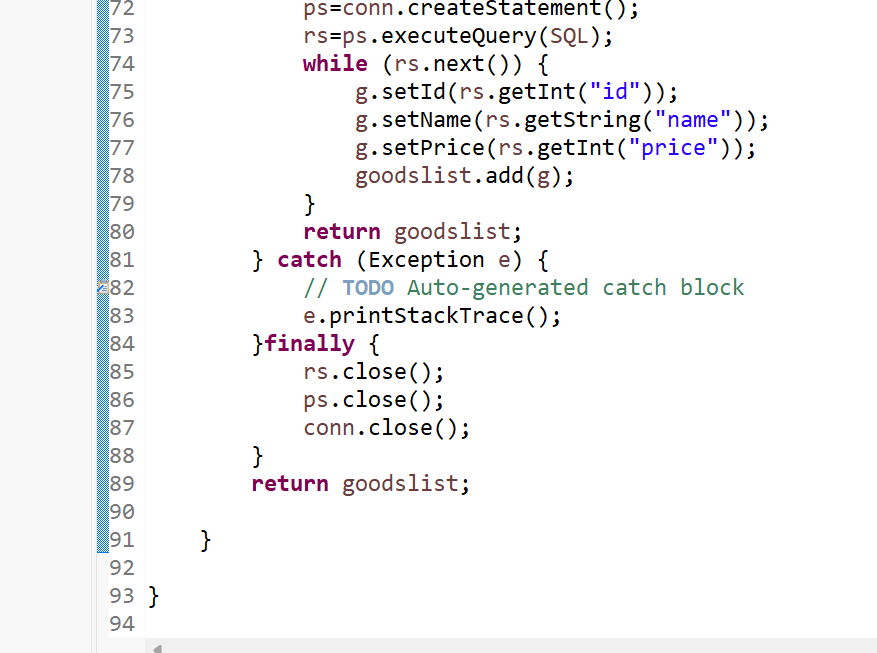 72 ps=conn.createStatement();
73 rs=ps.executeQuery(SQL);
74 while (rs.next()) {
75 g.setId(rs.getInt("id"));
76 g.setName(rs.getString("name"));
77 g.setPrice(rs.getInt("price"));
78 goodslist.add(g);
79 }
80 return goodslist;
81 } catch (Exception e) {
82 // TODO Auto-generated catch block
83 e.printStackTrace();
84 }finally {
85 rs.close();
86 ps.close();
87 conn.close();
88 }
89 return goodslist;
90
91 }
92
93 }
94